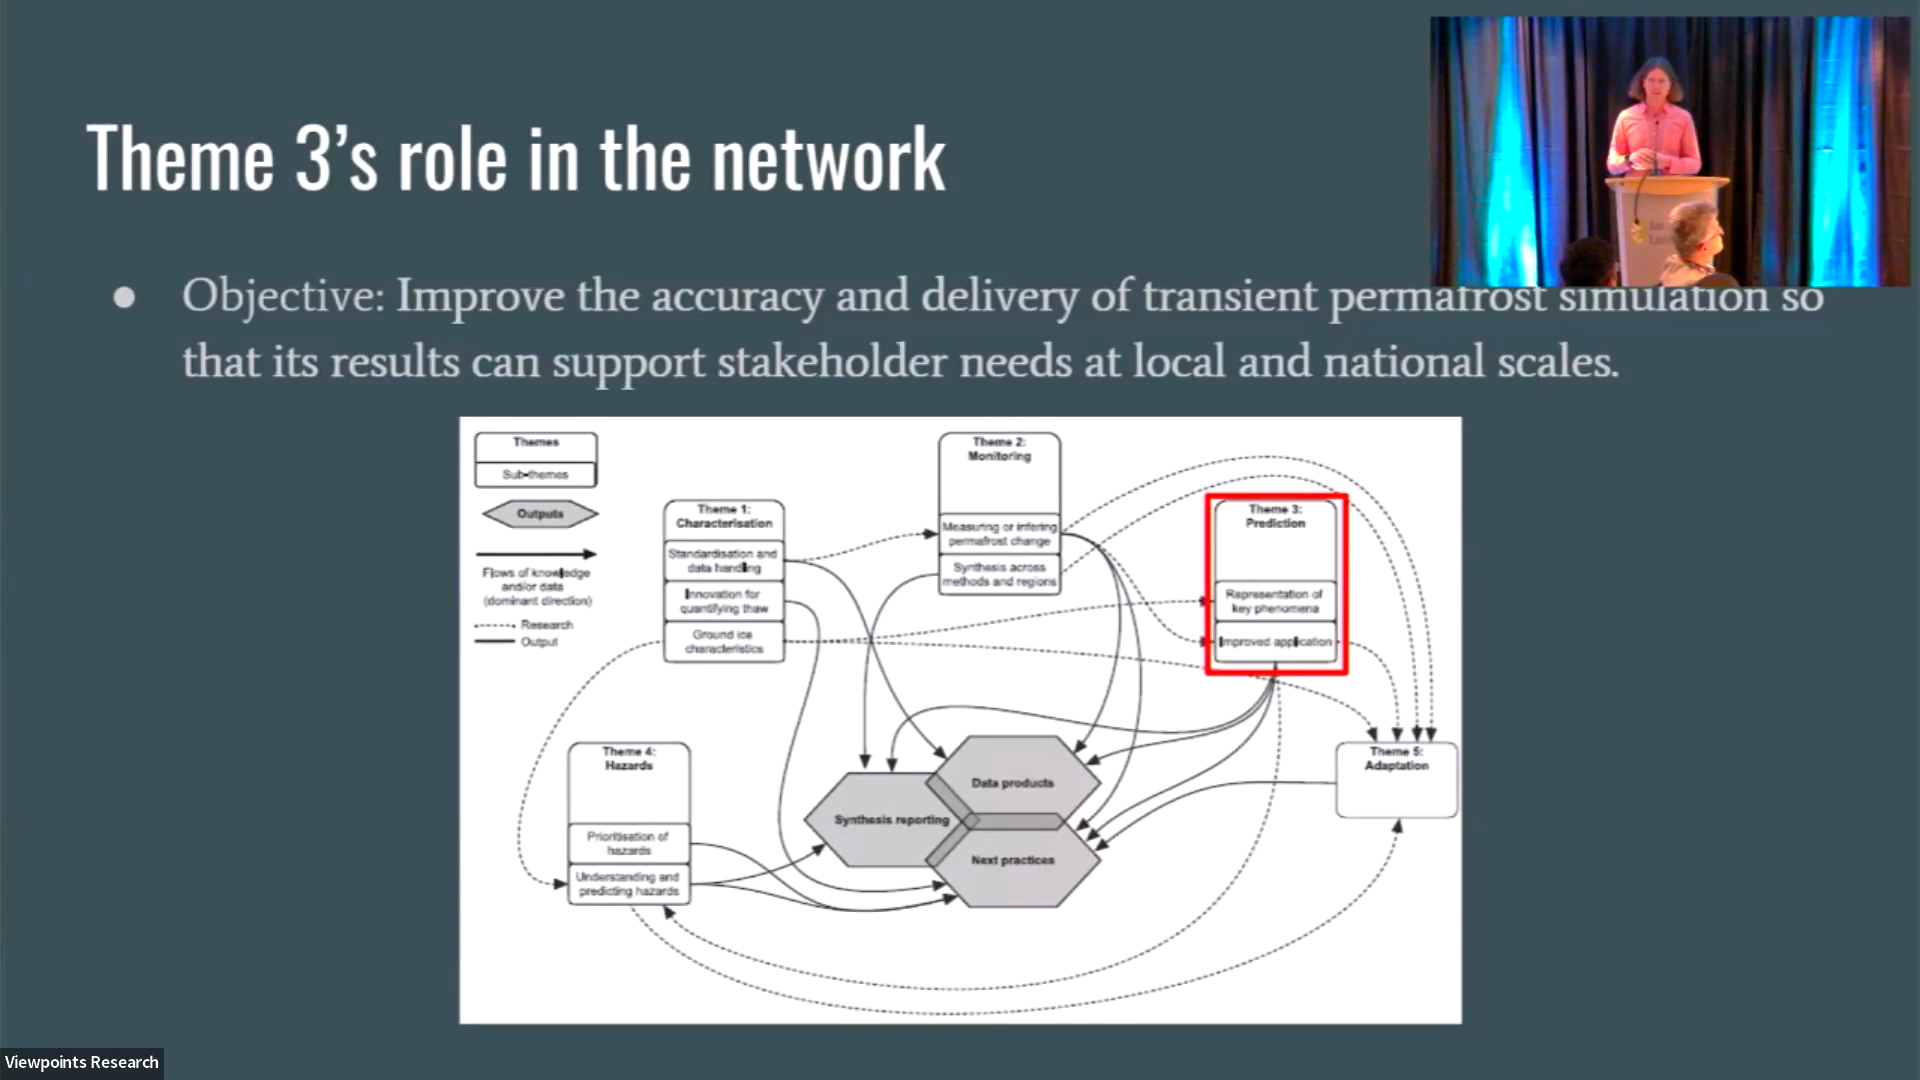 Theme 3’s role in the network
● Objective: Improve the accuracy and delivery of transient permafrost simulation so
that its results can support stakeholder needs at local and national scales.
Themes
Sub-themes
Outputs
Flows of knowledge
and/or data
(dominant direction)
Research
Output
Theme 1:
Characterisation
Standardisation and
data handling
Innovation for
quantifying thaw
Ground ice
characteristics
Theme 2:
Monitoring
Measuring or infering
permafrost change
Synthesis across
methods and regions
Theme 3:
Prediction
Representation of
key phenomena
Improved application
Theme 4:
Hazards
Prioritisation of
hazards
Understanding and
predicting hazards
Synthesis reporting
Data products
Next practices
Theme 5:
Adaptation
Viewpoints Research